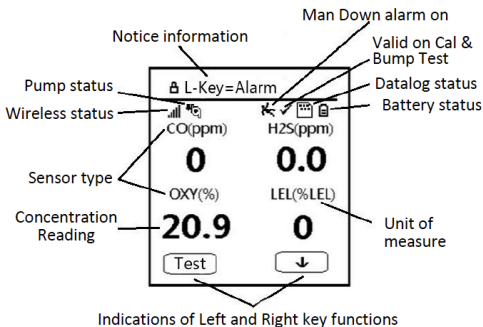 Man Down alarm on
Notice information
Valid on Cal &
Bump Test
Pump status
L-Key=Alarm
Datalog status
Wireless status
Battery status
CO(ppm) H2S(ppm)
0 0.0
Sensor type
OXY(%) LEL(%LEL)
Concentration
Reading
20.9 0
Unit of
measure
Test
Indications of Left and Right key functions